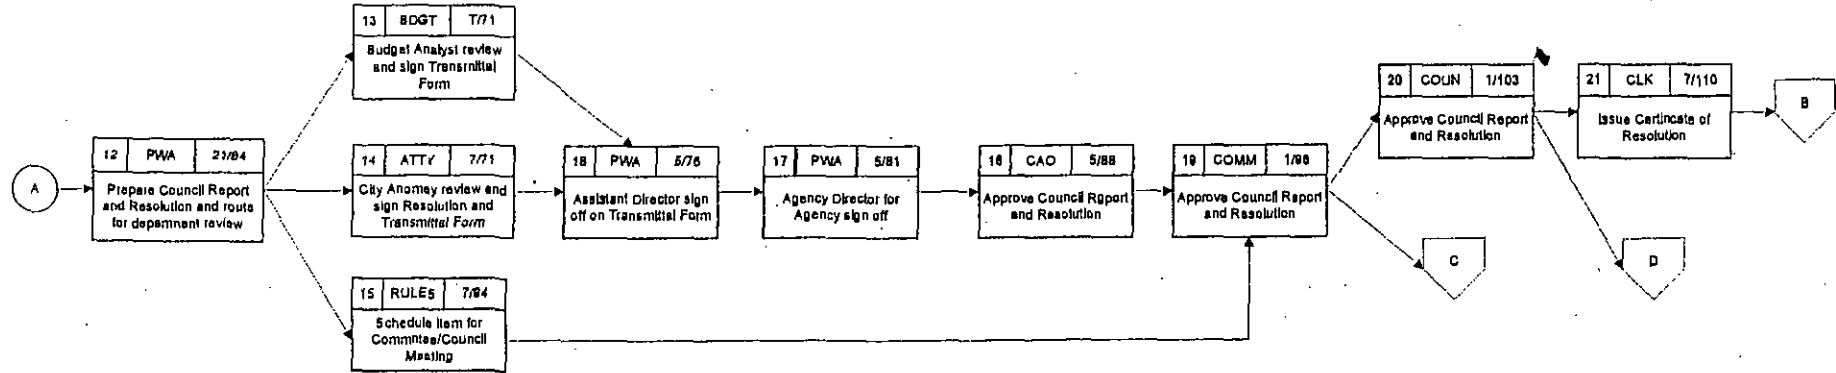 A
12 PWA 21/84
Prepare Council Report
and Resolution and route
for department review
13 BDGT 7/71
Budget Analyst review
and sign Transmittal
Form
14 ATTY 7/71
City Attorney review and
sign Resolution and
Transmittal Form
15 RULES 7/84
Schedule Item for
Committee/Council
Meeting
18 PWA 5/76
Assistant Director sign
off on Transmittal Form
17 PWA 5/81
Agency Director for
Agency sign off
18 CAO 5/88
Approve Council Report
and Resolution
19 COMM 1/96
Approve Council Report
and Resolution
20 COUN 1/103
Approve Council Report
and Resolution
21 CLK 7/110
Issue Certificate of
Resolution
B
C
D